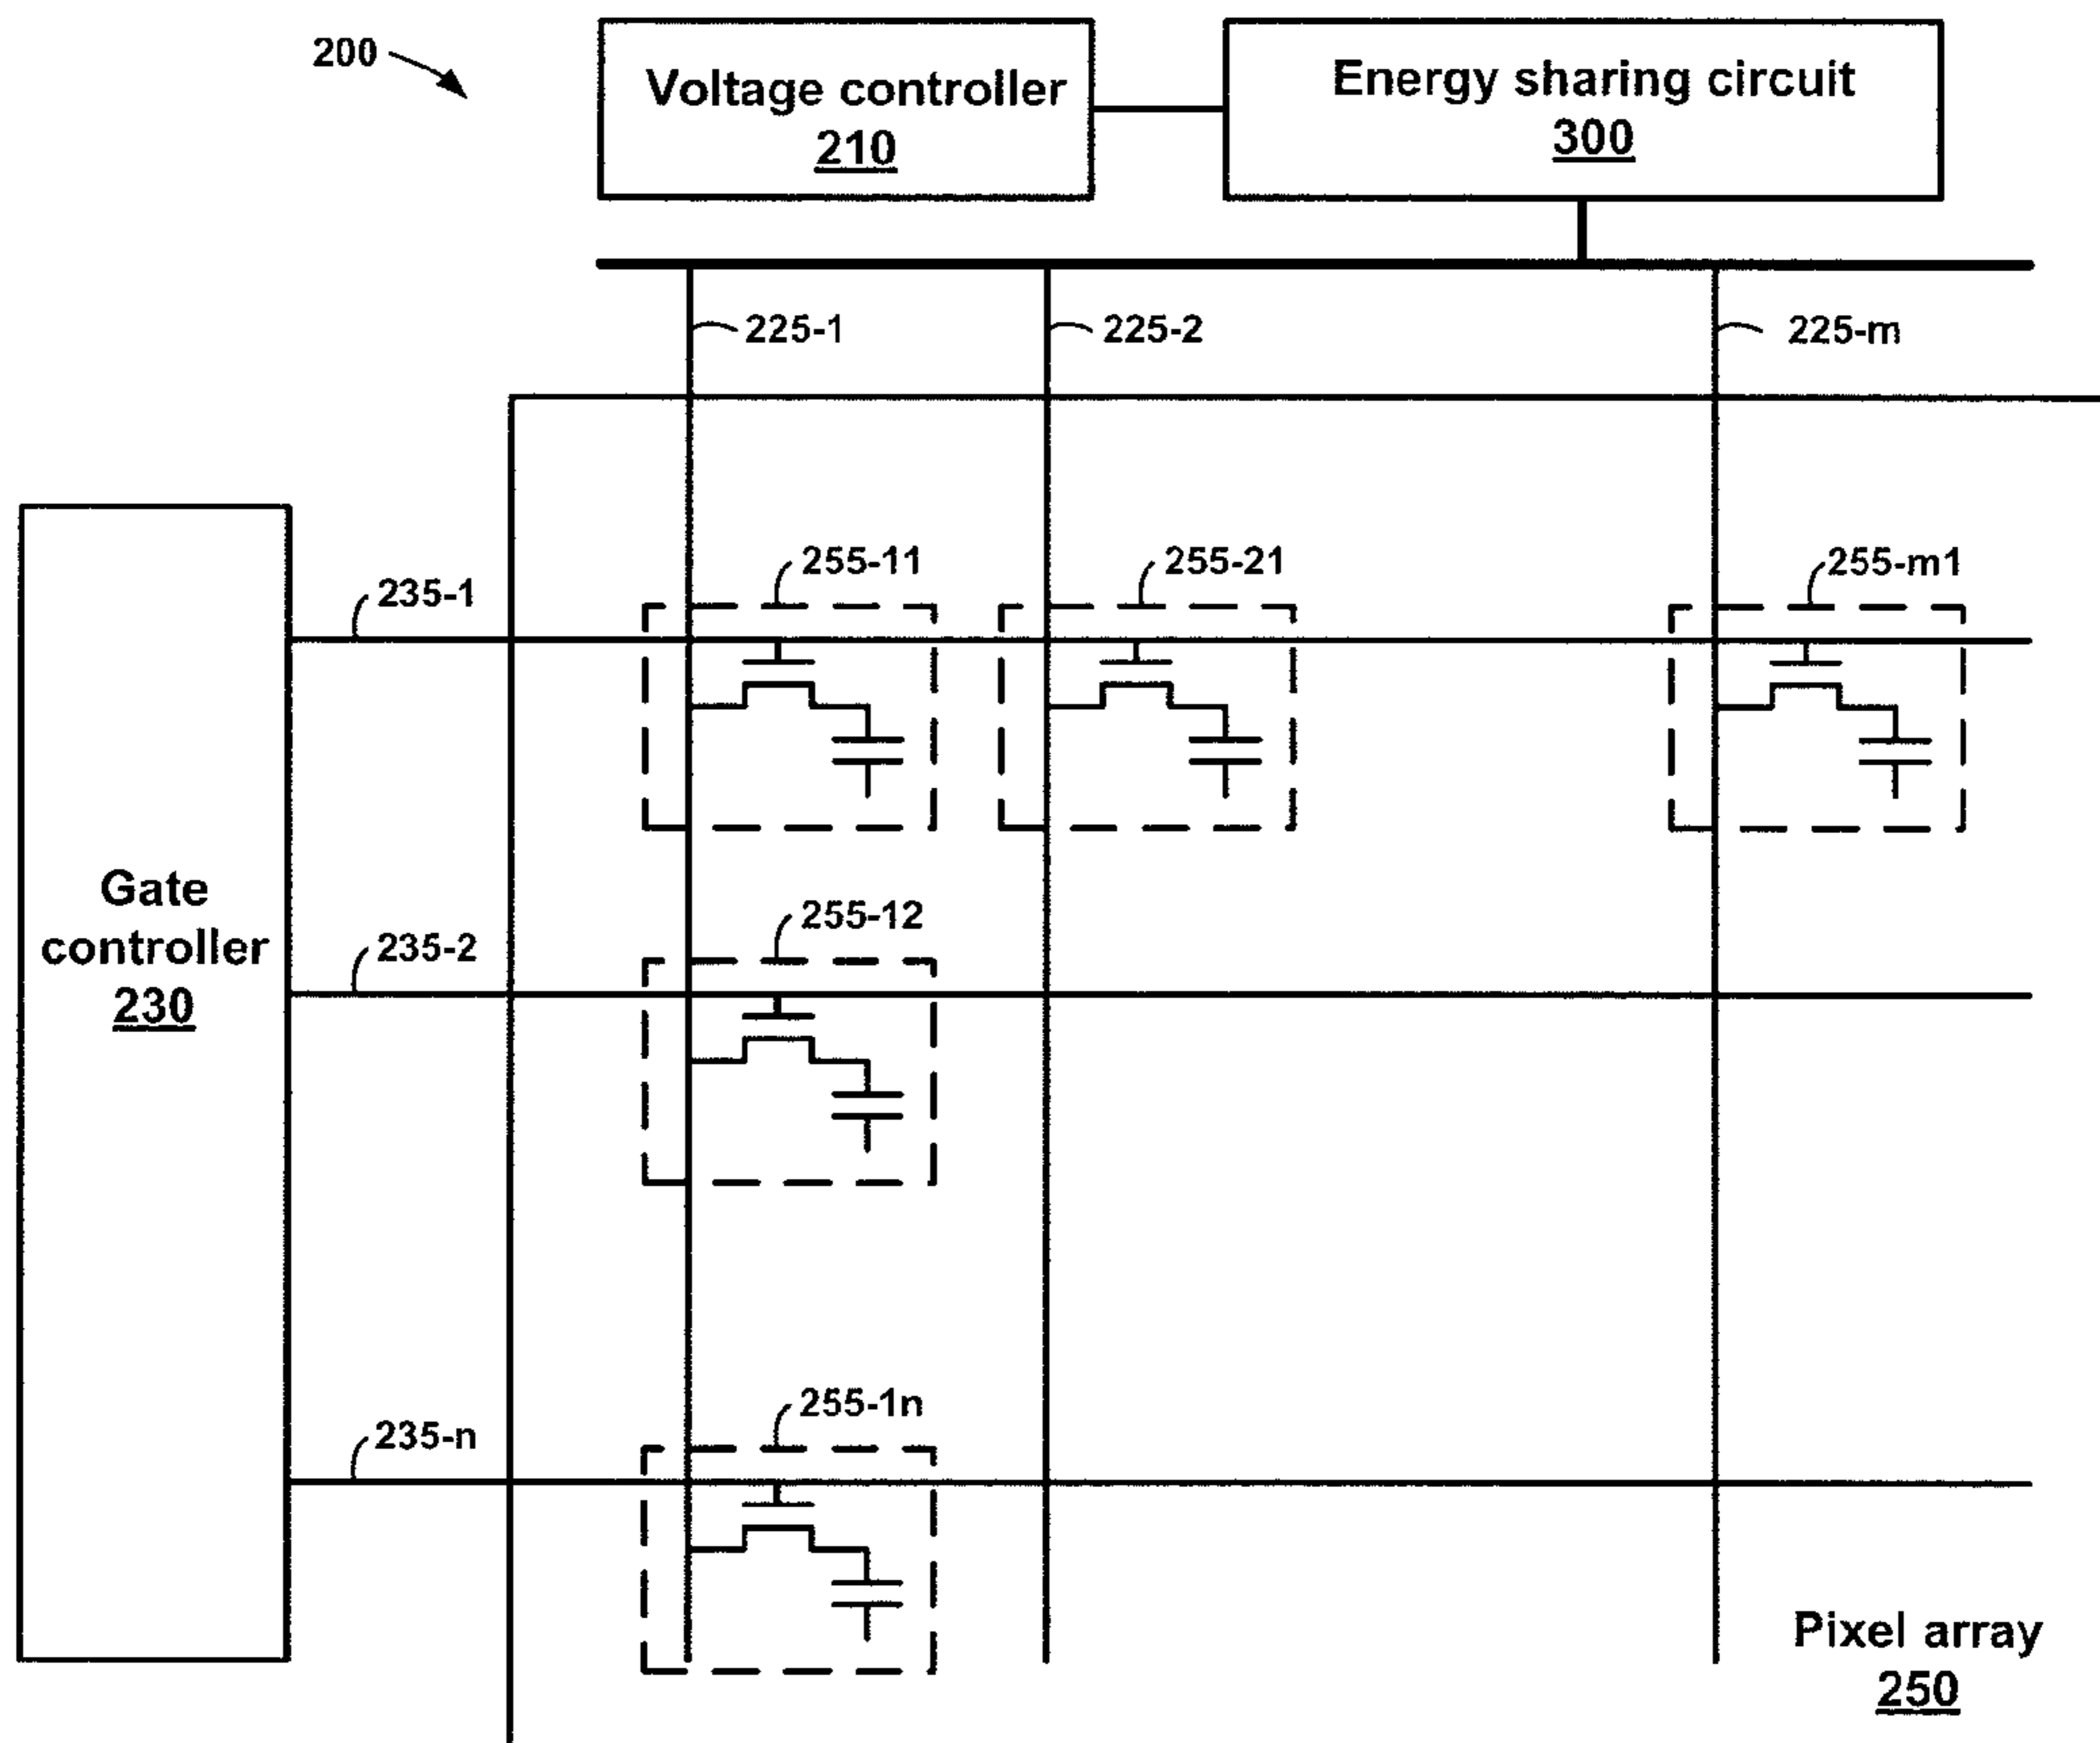 200
Voltage controller
210
Energy sharing circuit
300
225-1
225-2
225-m
255-11
255-21
255-m1
235-1
Gate
controller
230
255-12
235-2
255-1n
235-n
Pixel array
250